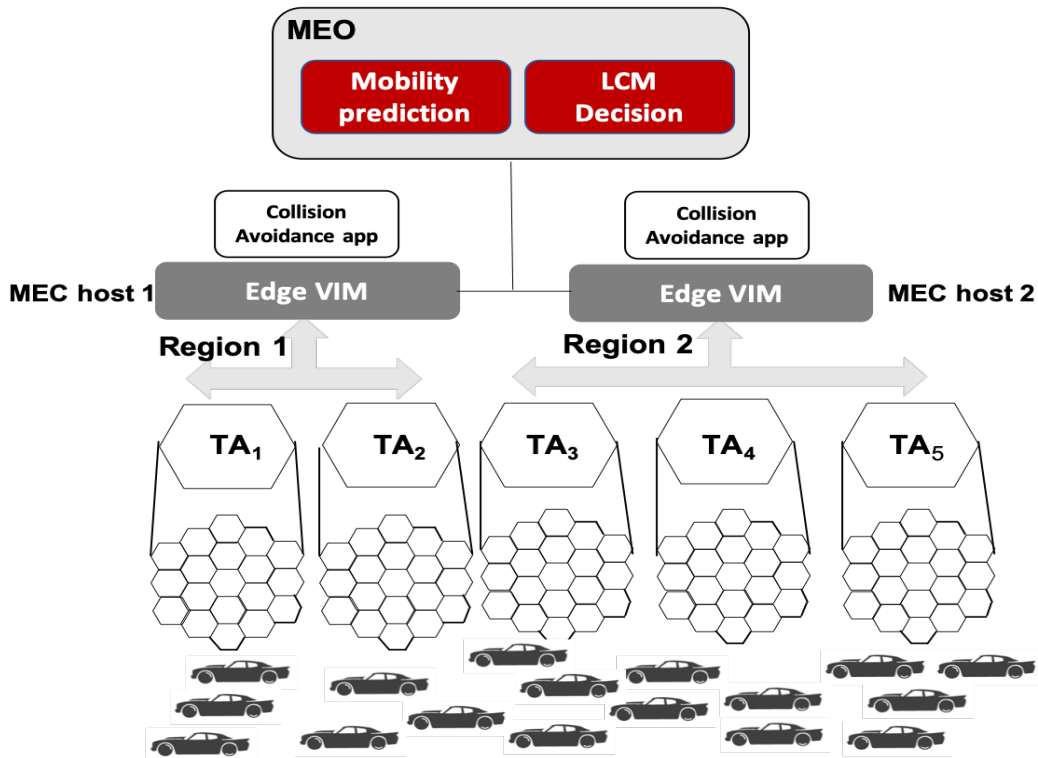 MEO
Mobility prediction
LCM Decision
Collision
Avoidance app
Collision
Avoidance app
MEC host 1
Edge VIM
Edge VIM
MEC host 2
Region 1
Region 2
TA₁
TA₂
TA₃
TA₄
TA₅